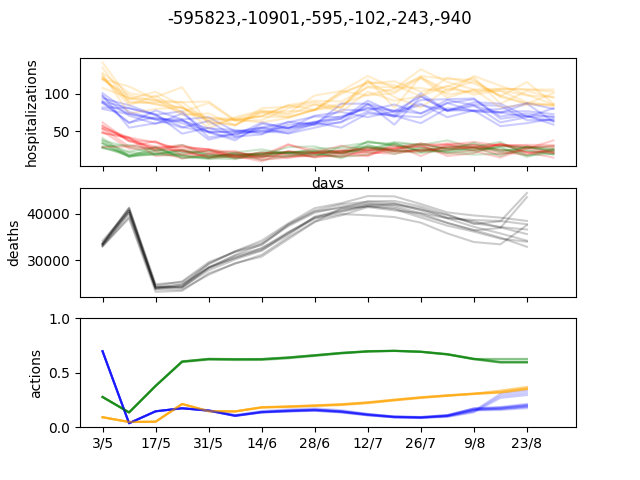 -595823,-10901,-595,-102,-243,-940
hospitalizations
100
50
days
deaths
40000
30000
actions
1.0
0.5
0.0
3/5 17/5 31/5 14/6 28/6 12/7 26/7 9/8 23/8